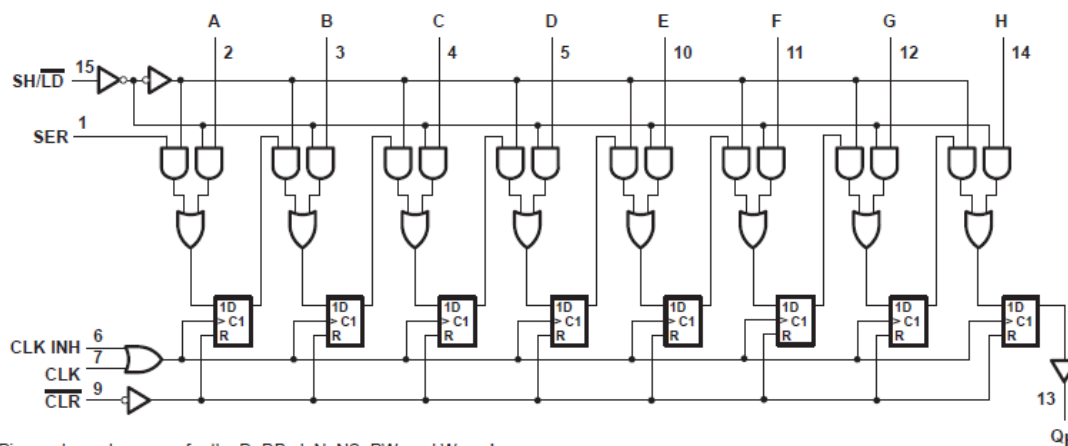 A B C D E F G H
2 3 4 5 10 11 12 14
SH/LD 15
SER 1
1D 1D 1D 1D 1D 1D 1D 1D
> C1 > C1 > C1 > C1 > C1 > C1 > C1 > C1
R R R R R R R R
CLK INH 6
CLK 7
CLR 9
13